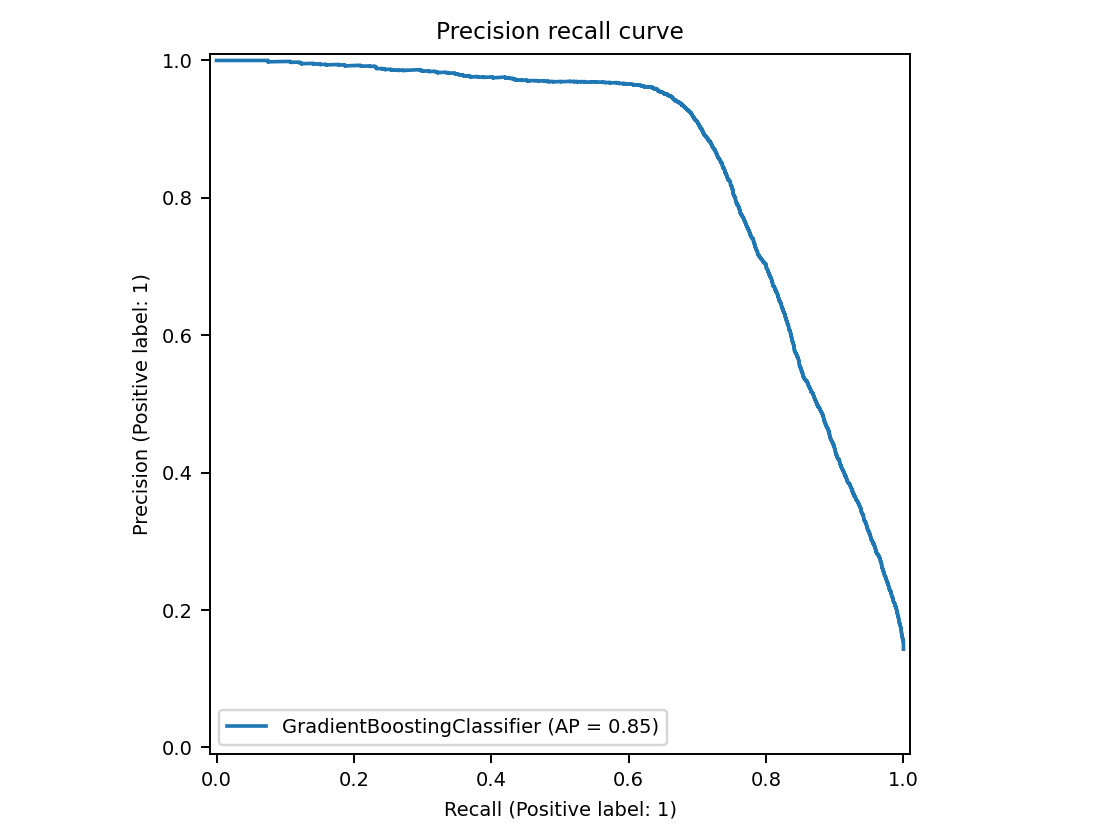 Precision recall curve
1.0
0.8
0.6
0.4
0.2
0.0
Precision (Positive label: 1)
GradientBoostingClassifier (AP = 0.85)
0.0 0.2 0.4 0.6 0.8 1.0
Recall (Positive label: 1)